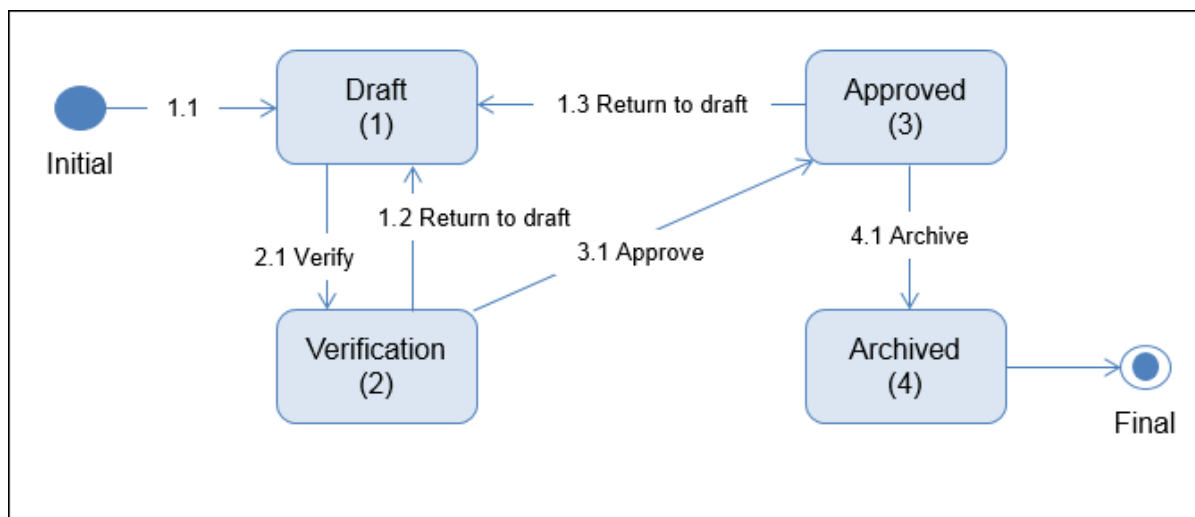 Draft
(1)
Approved
(3)
1.1
1.3 Return to draft
Initial
1.2 Return to draft
2.1 Verify
3.1 Approve
4.1 Archive
Verification
(2)
Archived
(4)
Final